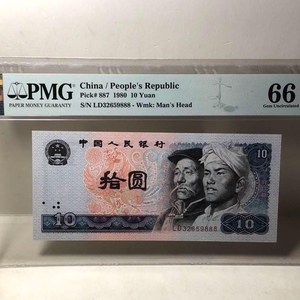 PMG
PAPER MONEY GUARANTY
China / People's Republic
Pick# 887 1980 10 Yuan
S/N LD32659888 - Wmk: Man's Head
66
Gem Uncirculated
中国人民银行
10
拾圆
LD32659888
10
10